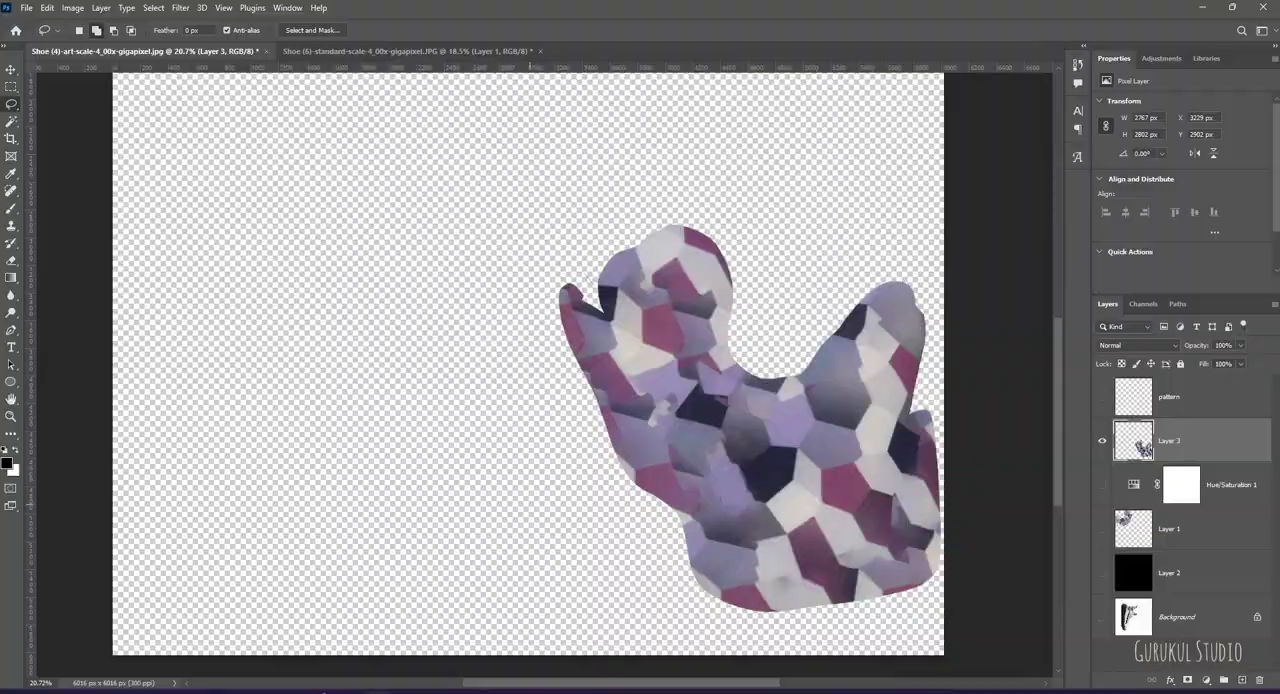 Ps File Edit Image Layer Type Select Filter 3D View Plugins Window Help
Feather: 0 px Anti-alias Select and Mask...
Shoe (4)-art-scale-4_00x-gigapixel.jpg @ 20.7% (Layer 3, RGB/8) * × Shoe (6)-standard-scale-4_00x-gigapixel.JPG @ 18.5% (Layer 1, RGB/8) * ×
Properties Adjustments Libraries
Pixel Layer
Transform
W 2767 px X 3229 px
H 2802 px Y 2902 px
0.00°
Align and Distribute
Align:
Quick Actions
Layers Channels Paths
Kind
Normal Opacity: 100%
Lock: Fill: 100%
pattern
Layer 3
Hue/Saturation 1
Layer 1
Layer 2
Background
GURUKUL STUDIO
20.72% 6016 px x 6016 px (300 ppi)